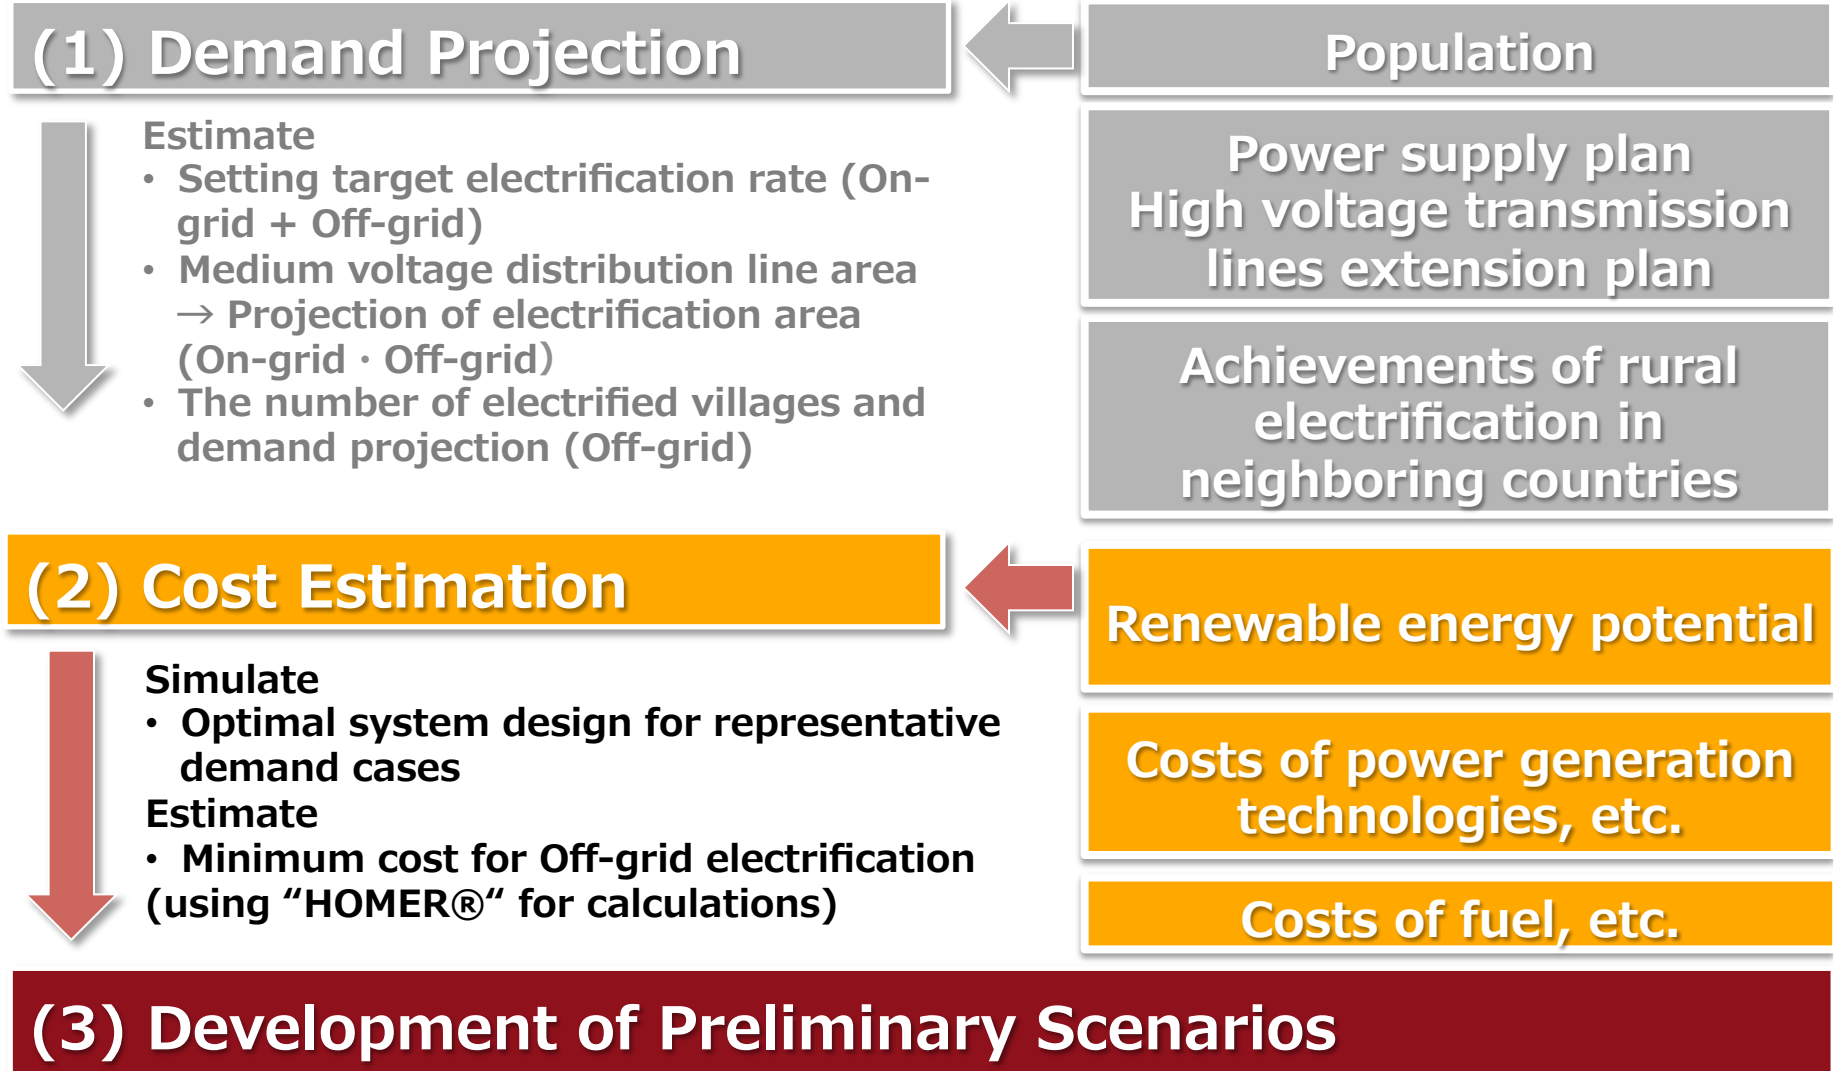 (1) Demand Projection
Population
Estimate
• Setting target electrification rate (On-
grid + Off-grid)
• Medium voltage distribution line area
→ Projection of electrification area
(On-grid・Off-grid）
• The number of electrified villages and
demand projection (Off-grid)
Power supply plan
High voltage transmission
lines extension plan
Achievements of rural
electrification in
neighboring countries
(2) Cost Estimation
Renewable energy potential
Simulate
• Optimal system design for representative
demand cases
Estimate
• Minimum cost for Off-grid electrification
(using “HOMER®“ for calculations)
Costs of power generation
technologies, etc.
Costs of fuel, etc.
(3) Development of Preliminary Scenarios